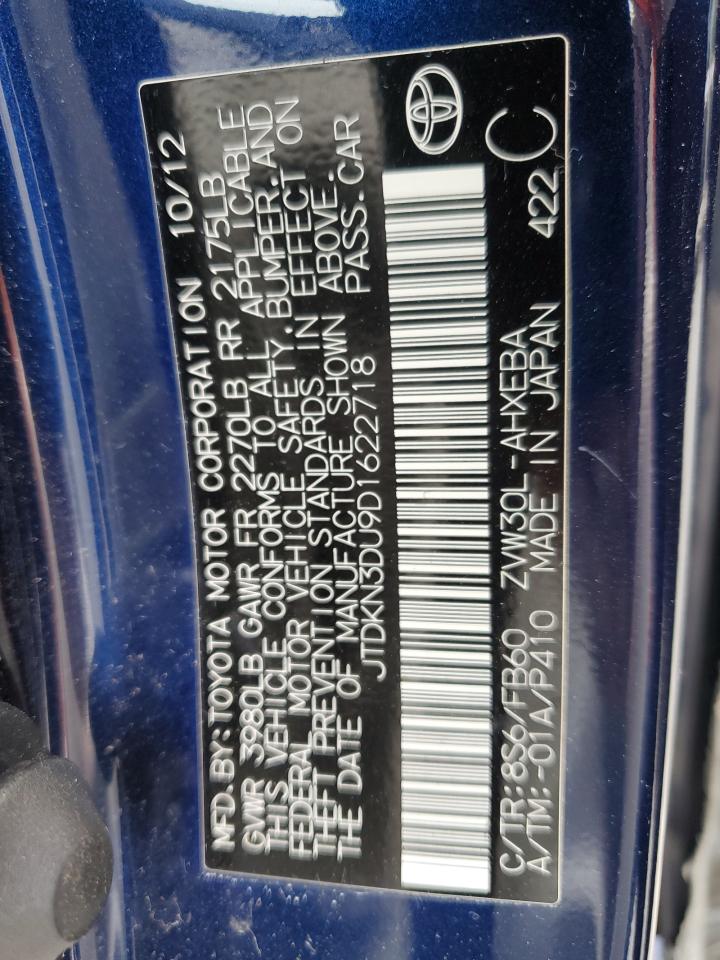 MFD. BY: TOYOTA MOTOR CORPORATION 10/12
GVWR 3980LB GAWR FR 2270LB RR 2175LB
THIS VEHICLE CONFORMS TO ALL APPLICABLE
FEDERAL MOTOR VEHICLE SAFETY, BUMPER, AND
THEFT PREVENTION STANDARDS IN EFFECT ON
THE DATE OF MANUFACTURE SHOWN ABOVE.
JTDKN3DU9D1622718 PASS. CAR
C/TR: 8S6/FB60 ZVW30L-AHXEBA
A/TM: -01A/P410 MADE IN JAPAN 422 C